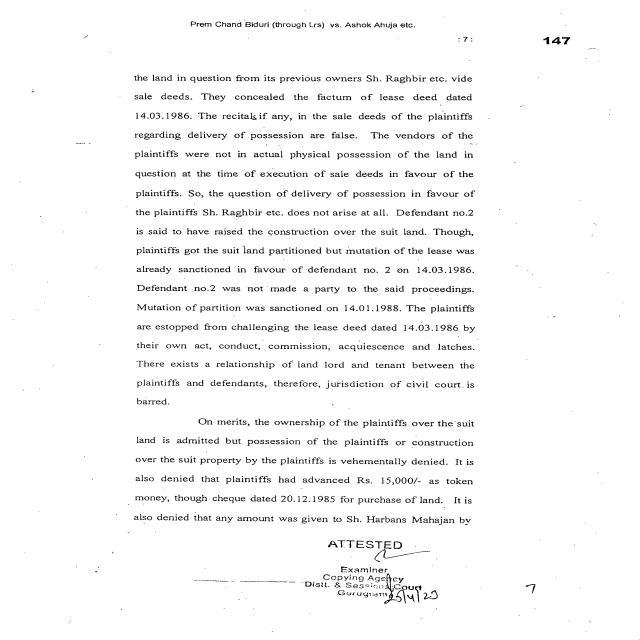 Prem Chand Biduri (through Lrs) vs. Ashok Ahuja etc.
: 7 :
147
the land in question from its previous owners Sh. Raghbir etc. vide
sale deeds. They concealed the factum of lease deed dated
14.03.1986. The recitals if any, in the sale deeds of the plaintiffs
regarding delivery of possession are false. The vendors of the
plaintiffs were not in actual physical possession of the land in
question at the time of execution of sale deeds in favour of the
plaintiffs. So, the question of delivery of possession in favour of
the plaintiffs Sh. Raghbir etc. does not arise at all. Defendant no.2
is said to have raised the construction over the suit land. Though,
plaintiffs got the suit land partitioned but mutation of the lease was
already sanctioned in favour of defendant no. 2 on 14.03.1986.
Defendant no.2 was not made a party to the said proceedings.
Mutation of partition was sanctioned on 14.01.1988. The plaintiffs
are estopped from challenging the lease deed dated 14.03.1986 by
their own act, conduct, commission, acquiescence and latches.
There exists a relationship of land lord and tenant between the
plaintiffs and defendants, therefore, jurisdiction of civil court is
barred.
On merits, the ownership of the plaintiffs over the suit
land is admitted but possession of the plaintiffs or construction
over the suit property by the plaintiffs is vehemently denied. It is
also denied that plaintiffs had advanced Rs. 15,000/- as token
money, though cheque dated 20.12.1985 for purchase of land. It is
also denied that any amount was given to Sh. Harbans Mahajan by
ATTESTED
Examiner
Copying Agency
Distt. & Sessions Court
Gurugram 25/4/23
7